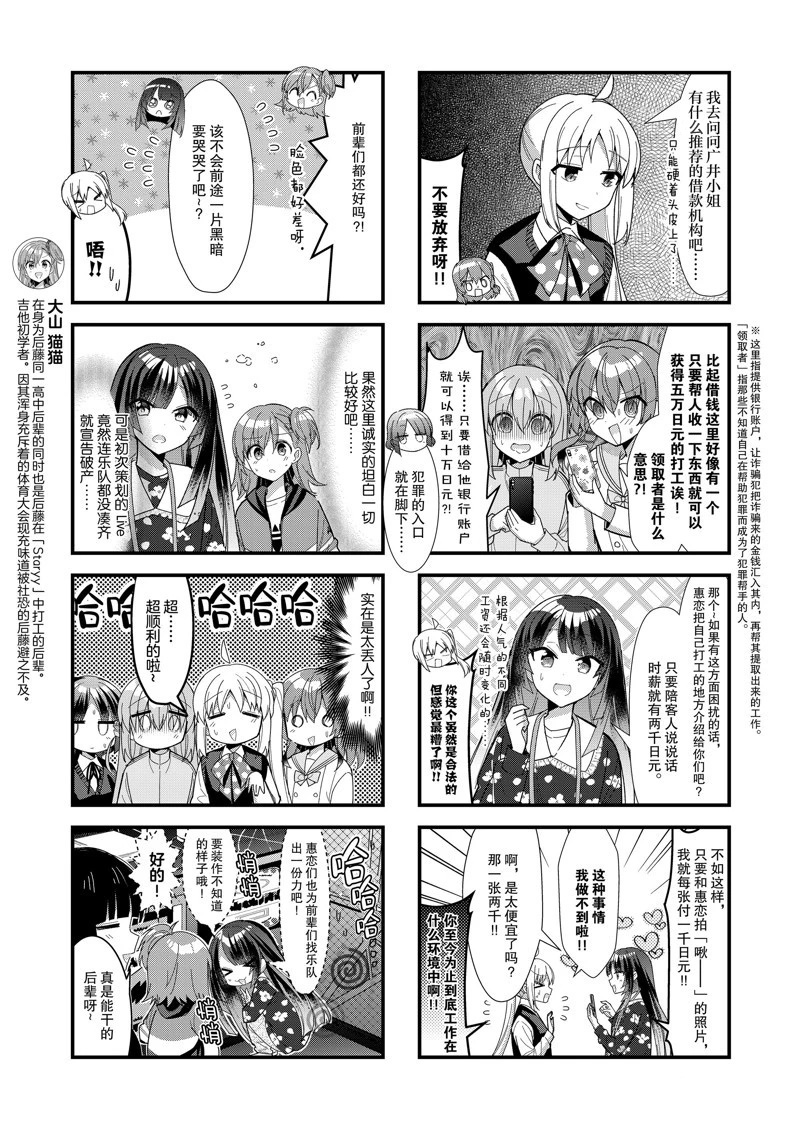 我去问问广井小姐
有什么推荐的借款机构吧……
只能硬着头皮上了……
不要放弃呀!!
比起借钱这里好像有一个
只要帮人收一下东西就可以
获得五万日元的打工诶！
领取者是什么
意思?!
诶……只要借给他银行账户
就可以得到十万日元?!
犯罪的入口
就在脚下……
※这里指提供银行账户，让诈骗犯把诈骗来的金钱汇入其内，再帮其提取出来的工作。
「领取者」指那些不知道自己在帮助犯罪而成为了犯罪帮手的人。
那个~如果有这方面困扰的话，
惠恋把自己打工的地方介绍给你们吧?
只要陪客人说说话
时薪就有两千日元。
根据人气的不同
工资还会随时变化的……
你这个虽然是合法的
但感觉最糟了啊!!
不如这样，
只要和惠恋拍「啾——」的照片，
我就每张付一千日元!!
这种事情
我做不到啦!!
啊，是太便宜了吗?
那一张两千!!
你至今为止到底工作在
什么环境中啊!!
前辈们都还好吗?!
脸色都好差呀.
该不会前途一片黑暗
要哭哭了吧~?
唔!!
果然这里诚实的坦白一切
比较好吧……
可是初次策划的 Live
竟然连乐队都没凑齐
就宣告破产……
实在是太丢人了啊!!
哈哈哈哈哈
超……
超顺利的啦~
哈哈哈
惠恋们也为前辈们找乐队
出一份力吧！
悄悄
要装作不知道
的样子哦！
好的！
悄悄
真是能干的
后辈呀~
大山 猫猫
在身为后藤同一高中后辈的同时也是后藤在「Starry」中打工的后辈。
吉他初学者。因其浑身充斥着的体育大会现充味道被社恐的后藤避之不及。